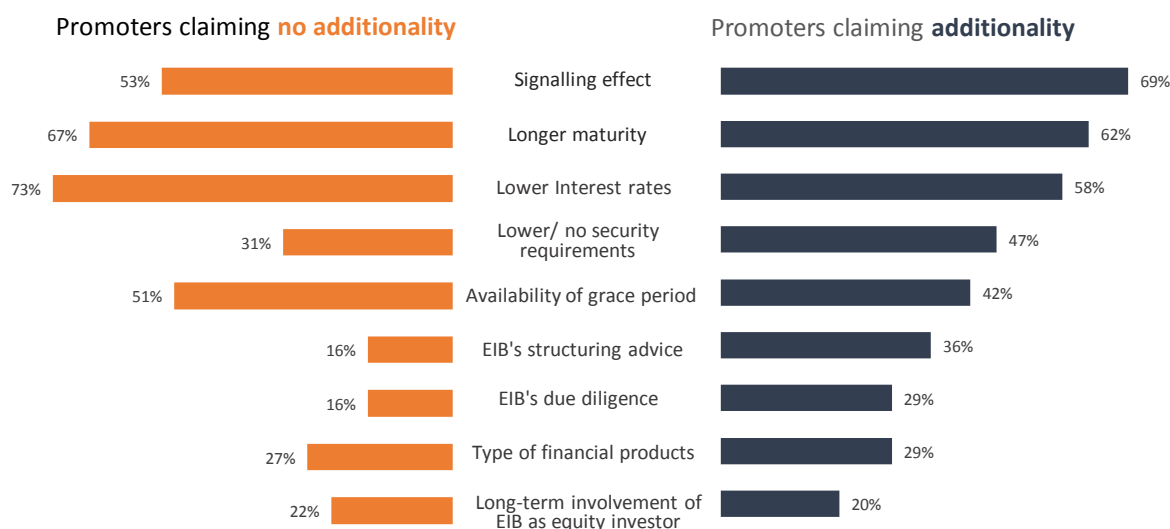 Promoters claiming no additionality
Promoters claiming additionality
53%
Signalling effect
69%
67%
Longer maturity
62%
73%
Lower Interest rates
58%
31%
Lower/ no security
requirements
47%
51%
Availability of grace period
42%
16%
EIB's structuring advice
36%
16%
EIB's due diligence
29%
27%
Type of financial products
29%
22%
Long-term involvement of
EIB as equity investor
20%